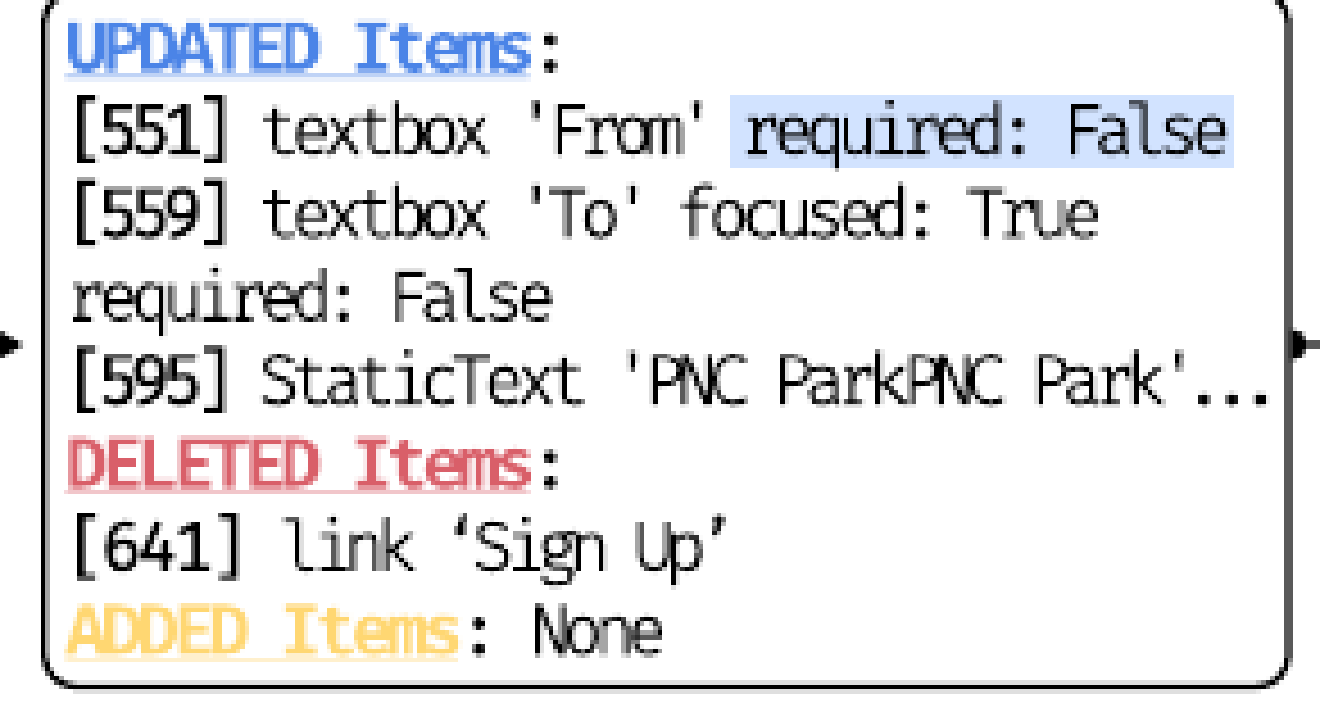 UPDATED Items:
[551] textbox 'From' required: False
[559] textbox 'To' focused: True
required: False
[595] StaticText 'PNC ParkPNC Park'...
DELETED Items:
[641] link ‘Sign Up’
ADDED Items: None